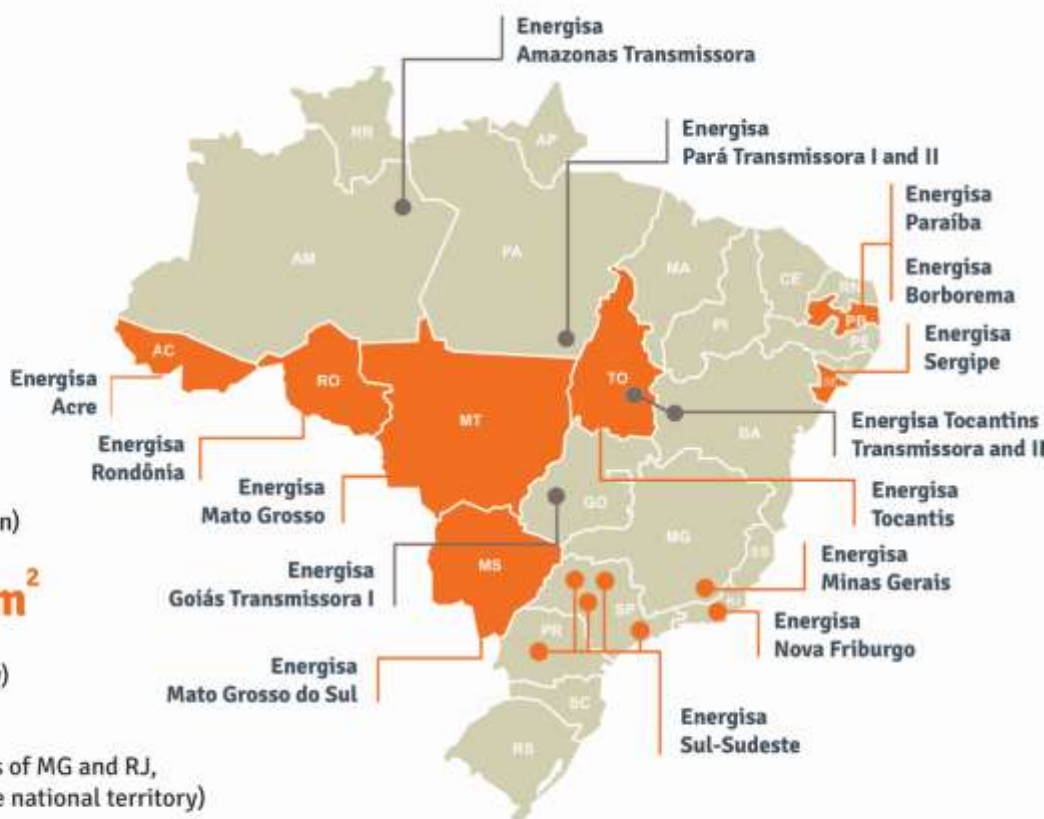 Energisa
Amazonas Transmissora
Energisa
Pará Transmissora I and II
Energisa
Paraíba
Energisa
Borborema
Energisa
Sergipe
Energisa Tocantins
Transmissora and II
Energisa
Tocantis
Energisa
Minas Gerais
Energisa
Nova Friburgo
Energisa
Sul-Sudeste
Energisa
Acre
Energisa
Rondônia
Energisa
Mato Grosso
Energisa
Goiás Transmissora I
Energisa
Mato Grosso do Sul
RR
AP
AM
PA
MA
CE
RN
PB
PE
PI
AC
RO
MT
TO
SE
BA
GO
MG
ES
MS
SP
PR
SC
RS
n)
m²
)
s of MG and RJ,
e national territory)